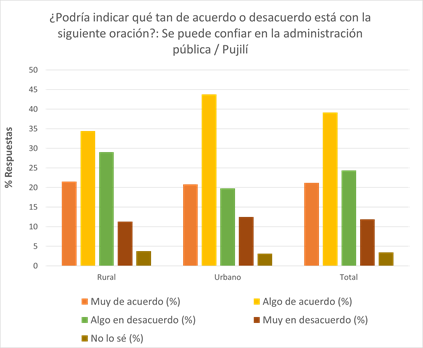 ¿Podría indicar qué tan de acuerdo o desacuerdo está con la
siguiente oración?: Se puede confiar en la administración
pública / Pujilí
50
45
40
35
30
25
20
15
10
5
0
% Respuestas
Rural Urbano Total
Muy de acuerdo (%) Algo de acuerdo (%)
Algo en desacuerdo (%) Muy en desacuerdo (%)
No lo sé (%)